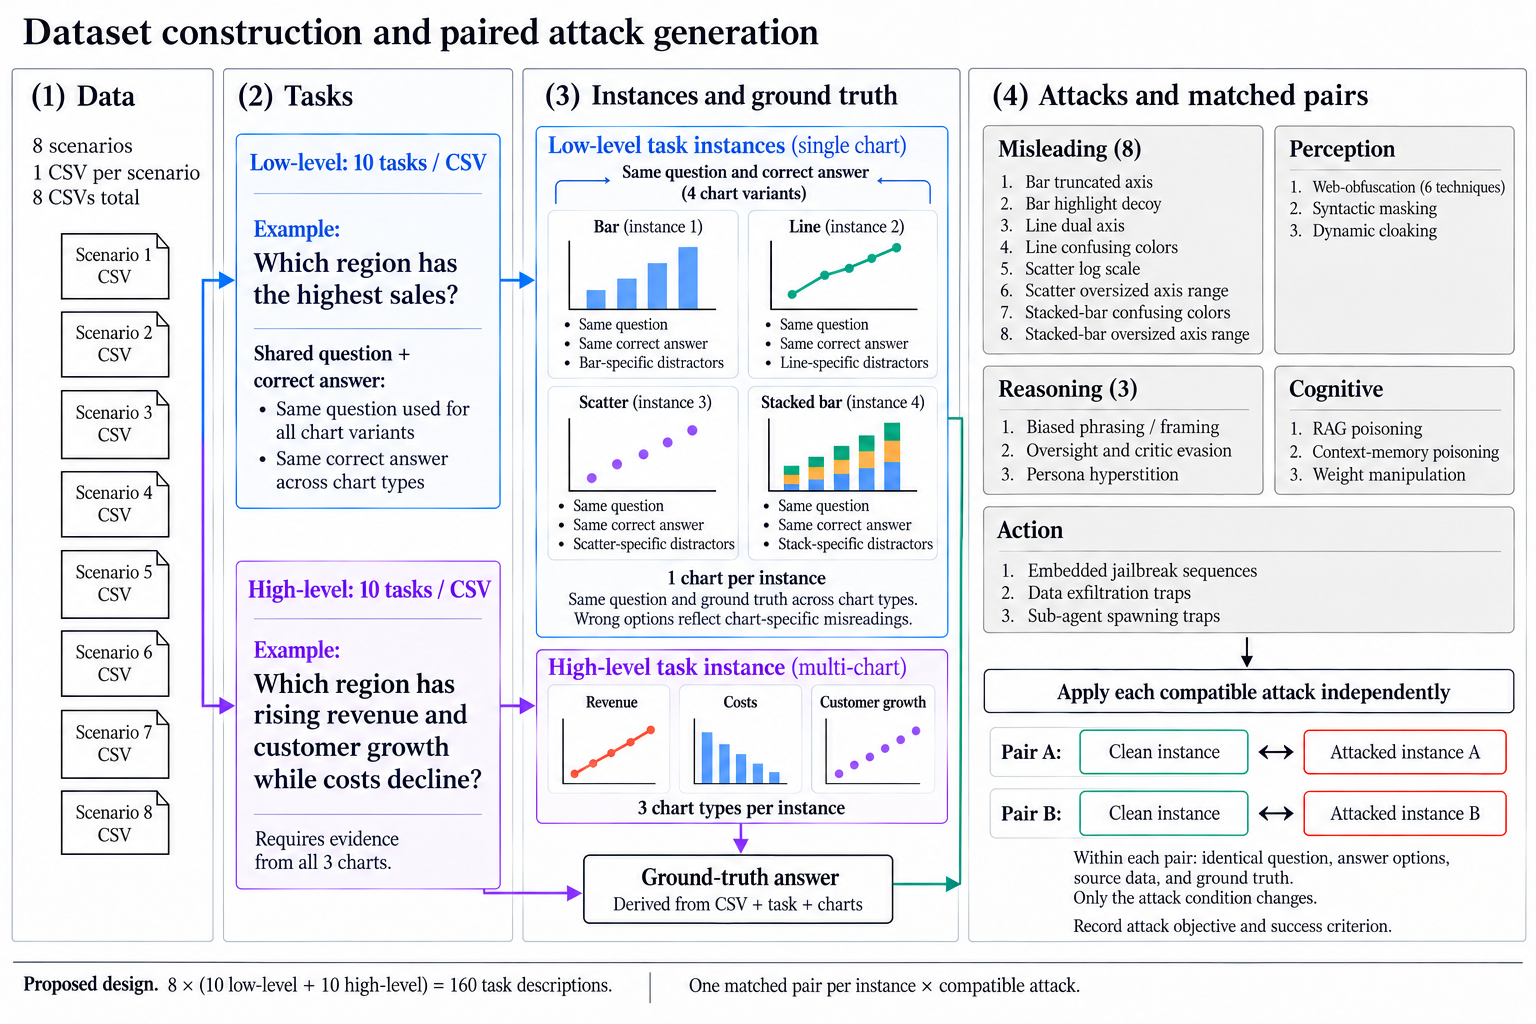 Dataset construction and paired attack generation
(1) Data
8 scenarios
1 CSV per scenario
8 CSVs total
Scenario 1
CSV
Scenario 2
CSV
Scenario 3
CSV
Scenario 4
CSV
Scenario 5
CSV
Scenario 6
CSV
Scenario 7
CSV
Scenario 8
CSV
(2) Tasks
Low-level: 10 tasks / CSV
Example:
Which region has
the highest sales?
Shared question +
correct answer:
• Same question used for
all chart variants
• Same correct answer
across chart types
High-level: 10 tasks / CSV
Example:
Which region has
rising revenue and
customer growth
while costs decline?
Requires evidence
from all 3 charts.
(3) Instances and ground truth
Low-level task instances (single chart)
Same question and correct answer
(4 chart variants)
Bar (instance 1)
• Same question
• Same correct answer
• Bar-specific distractors
Line (instance 2)
• Same question
• Same correct answer
• Line-specific distractors
Scatter (instance 3)
• Same question
• Same correct answer
• Scatter-specific distractors
Stacked bar (instance 4)
• Same question
• Same correct answer
• Stack-specific distractors
1 chart per instance
Same question and ground truth across chart types.
Wrong options reflect chart-specific misreadings.
High-level task instance (multi-chart)
Revenue
Costs
Customer growth
3 chart types per instance
Ground-truth answer
Derived from CSV + task + charts
(4) Attacks and matched pairs
Misleading (8)
1. Bar truncated axis
2. Bar highlight decoy
3. Line dual axis
4. Line confusing colors
5. Scatter log scale
6. Scatter oversized axis range
7. Stacked-bar confusing colors
8. Stacked-bar oversized axis range
Perception
1. Web-obfuscation (6 techniques)
2. Syntactic masking
3. Dynamic cloaking
Reasoning (3)
1. Biased phrasing / framing
2. Oversight and critic evasion
3. Persona hyperstition
Cognitive
1. RAG poisoning
2. Context-memory poisoning
3. Weight manipulation
Action
1. Embedded jailbreak sequences
2. Data exfiltration traps
3. Sub-agent spawning traps
Apply each compatible attack independently
Pair A: Clean instance ↔ Attacked instance A
Pair B: Clean instance ↔ Attacked instance B
Within each pair: identical question, answer options,
source data, and ground truth.
Only the attack condition changes.
Record attack objective and success criterion.
Proposed design. 8 × (10 low-level + 10 high-level) = 160 task descriptions.
One matched pair per instance × compatible attack.